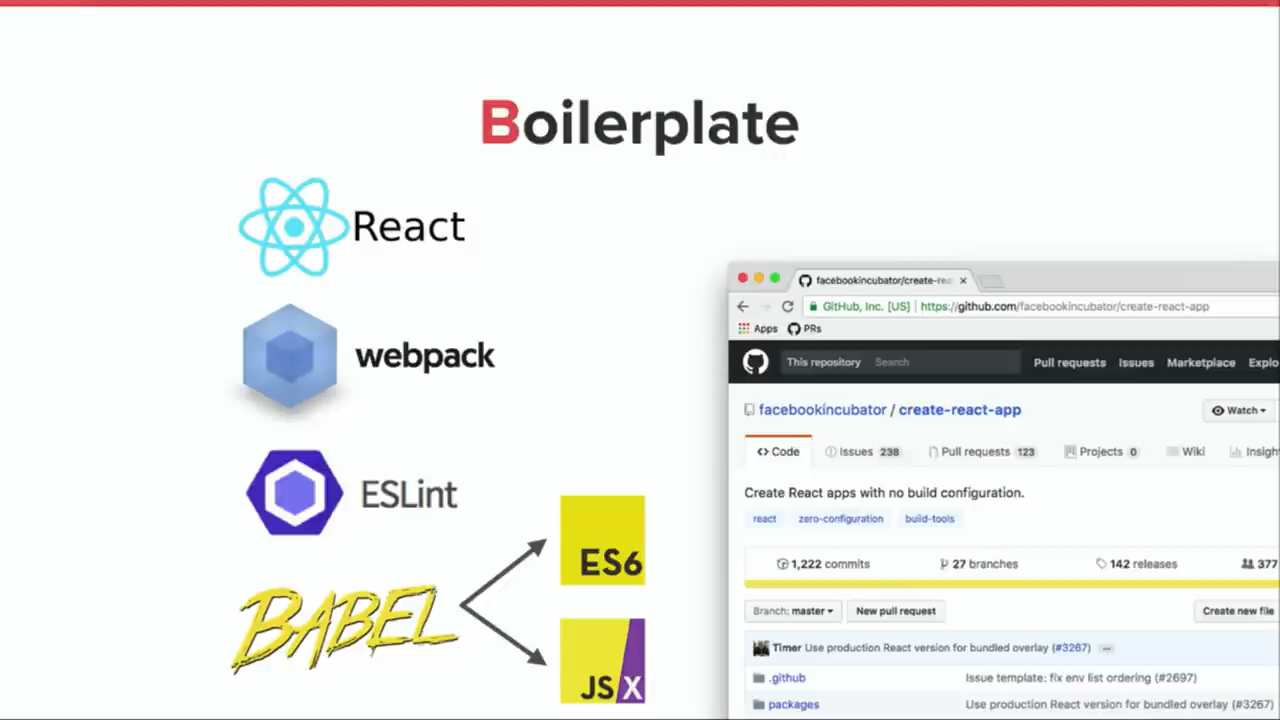 Boilerplate
React
webpack
ESLint
BABEL
ES6
JSX
facebookincubator/create-rea
GitHub, Inc. [US] https://github.com/facebookincubator/create-react-app
Apps PRs
This repository Search Pull requests Issues Marketplace Explo
facebookincubator / create-react-app Watch
Code Issues 238 Pull requests 123 Projects 0 Wiki Insigh
Create React apps with no build configuration.
react zero-configuration build-tools
1,222 commits 27 branches 142 releases 377
Branch: master New pull request Create new file
Timer Use production React version for bundled overlay (#3267) ...
.github Issue template: fix env list ordering (#2697)
packages Use production React version for bundled overlay (#3267)